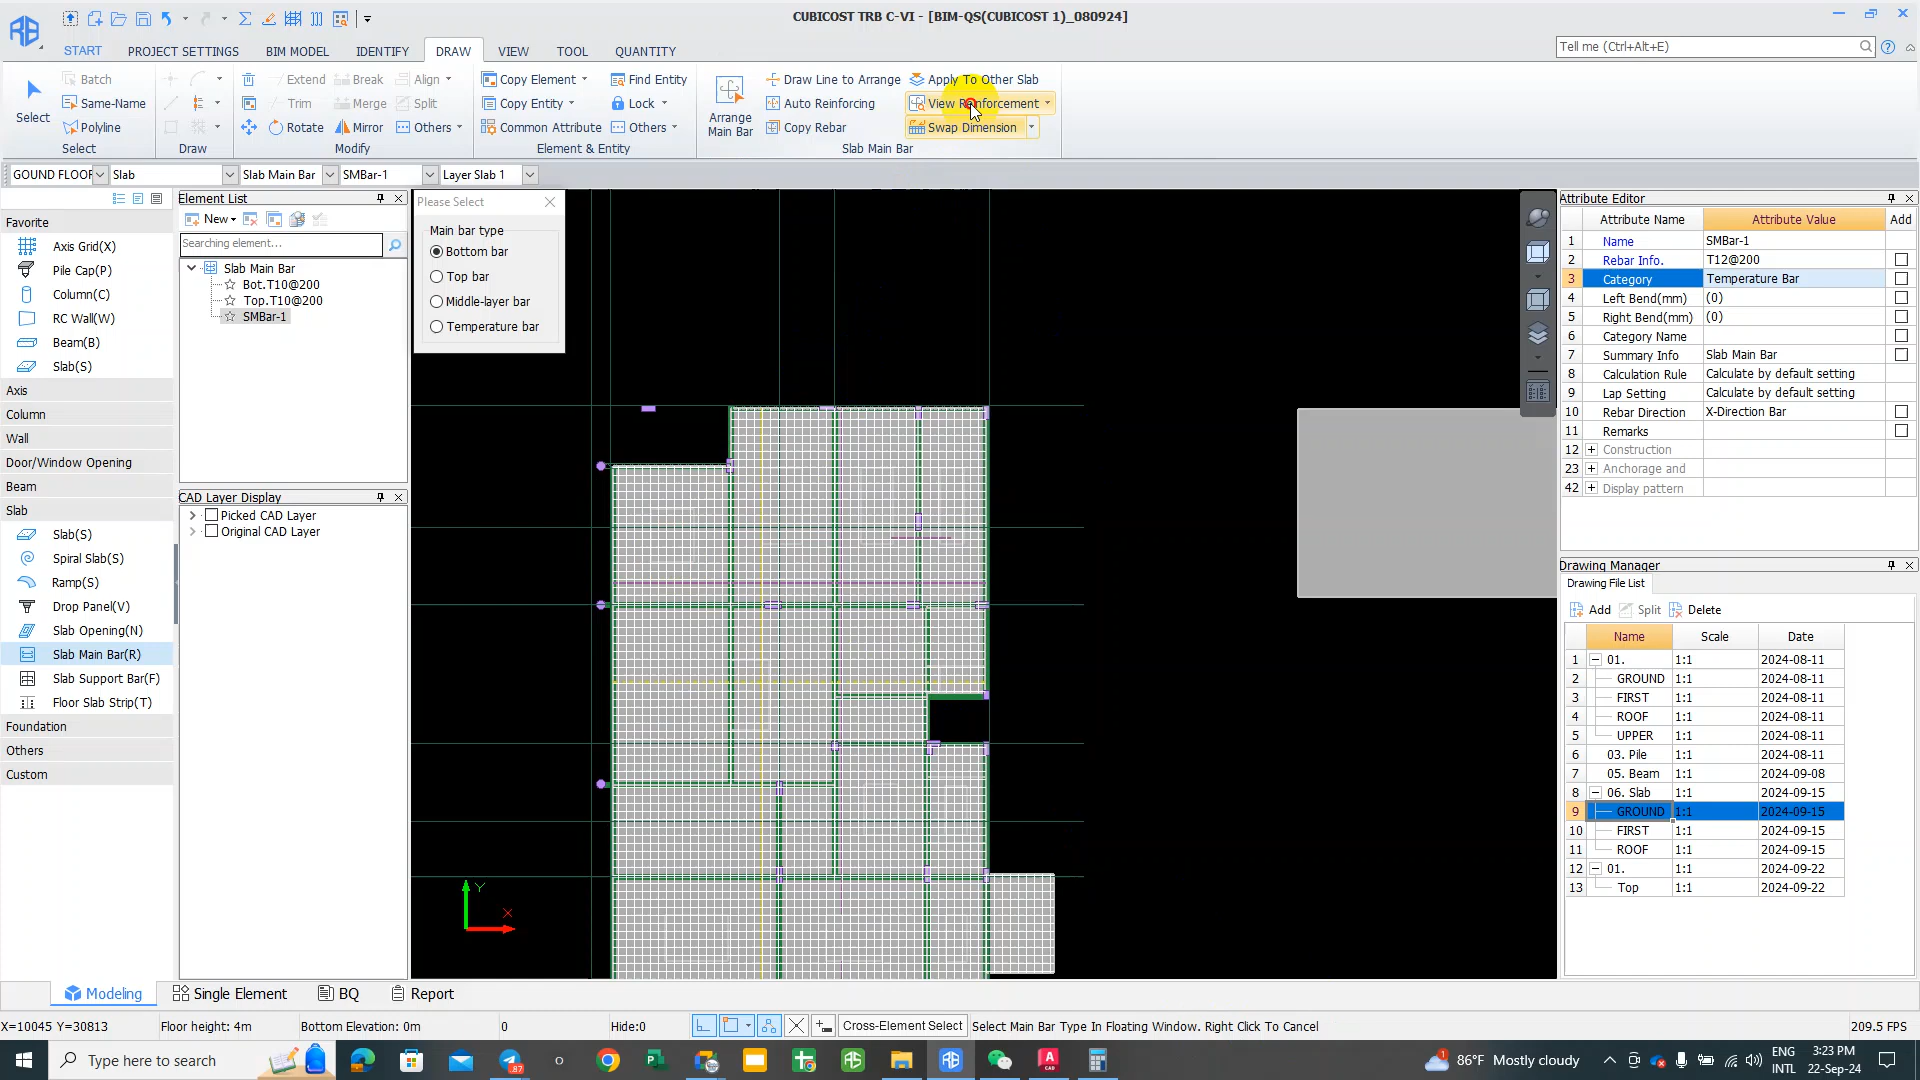 CUBICOST TRB C-VI - [BIM-QS(CUBICOST 1)_080924]
START PROJECT SETTINGS BIM MODEL IDENTIFY DRAW VIEW TOOL QUANTITY
Tell me (Ctrl+Alt+E)
Select
Batch
Same-Name
Polyline
Select
Draw
Extend Break Align
Trim Merge Split
Rotate Mirror Others
Modify
Copy Element Find Entity
Copy Entity Lock
Common Attribute Others
Element & Entity
Arrange Main Bar
Draw Line to Arrange Apply To Other Slab
Auto Reinforcing View Reinforcement
Copy Rebar Swap Dimension
Slab Main Bar
GOUND FLOOR Slab Slab Main Bar SMBar-1 Layer Slab 1
Favorite
Axis Grid(X)
Pile Cap(P)
Column(C)
RC Wall(W)
Beam(B)
Slab(S)
Axis
Column
Wall
Door/Window Opening
Beam
Slab
Slab(S)
Spiral Slab(S)
Ramp(S)
Drop Panel(V)
Slab Opening(N)
Slab Main Bar(R)
Slab Support Bar(F)
Floor Slab Strip(T)
Foundation
Others
Custom
Element List
New
Searching element...
Slab Main Bar
Bot.T10@200
Top.T10@200
SMBar-1
CAD Layer Display
Picked CAD Layer
Original CAD Layer
Please Select
Main bar type
Bottom bar
Top bar
Middle-layer bar
Temperature bar
Y
X
Attribute Editor
Attribute Name Attribute Value Add
1 Name SMBar-1
2 Rebar Info. T12@200
3 Category Temperature Bar
4 Left Bend(mm) (0)
5 Right Bend(mm) (0)
6 Category Name
7 Summary Info Slab Main Bar
8 Calculation Rule Calculate by default setting
9 Lap Setting Calculate by default setting
10 Rebar Direction X-Direction Bar
11 Remarks
12 Construction
23 Anchorage and
42 Display pattern
Drawing Manager
Drawing File List
Add Split Delete
Name Scale Date
1 01. 1:1 2024-08-11
2 GROUND 1:1 2024-08-11
3 FIRST 1:1 2024-08-11
4 ROOF 1:1 2024-08-11
5 UPPER 1:1 2024-08-11
6 03. Pile 1:1 2024-08-11
7 05. Beam 1:1 2024-09-08
8 06. Slab 1:1 2024-09-15
9 GROUND 1:1 2024-09-15
10 FIRST 1:1 2024-09-15
11 ROOF 1:1 2024-09-15
12 01. 1:1 2024-09-22
13 Top 1:1 2024-09-22
Modeling Single Element BQ Report
X=10045 Y=30813 Floor height: 4m Bottom Elevation: 0m 0 Hide:0 Cross-Element Select Select Main Bar Type In Floating Window. Right Click To Cancel 209.5 FPS
Type here to search
87
86°F Mostly cloudy
ENG
INTL
3:23 PM
22-Sep-24